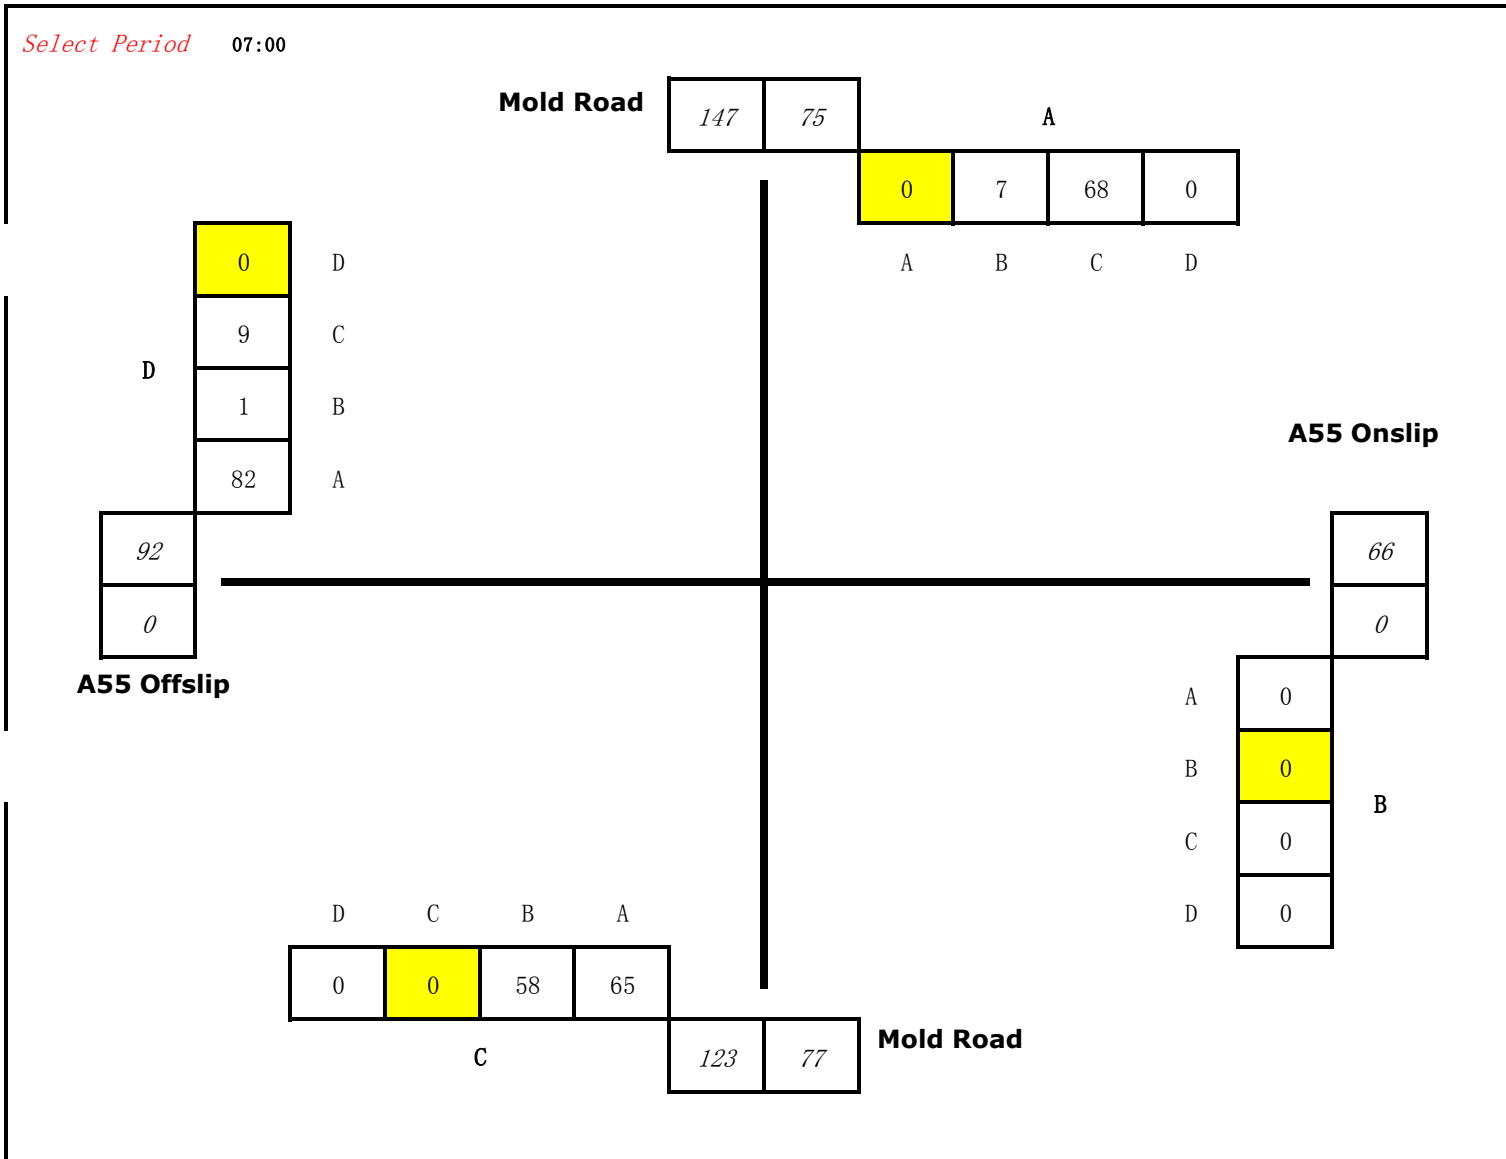 Select Period 07:00
Mold Road 147 75 A
0 7 68 0
A B C D
0 D
9 C
D
1 B
A55 Onslip
82 A
92 66
0 0
A55 Offslip
A 0
B 0
B
C 0
D C B A D 0
0 0 58 65
C 123 77 Mold Road